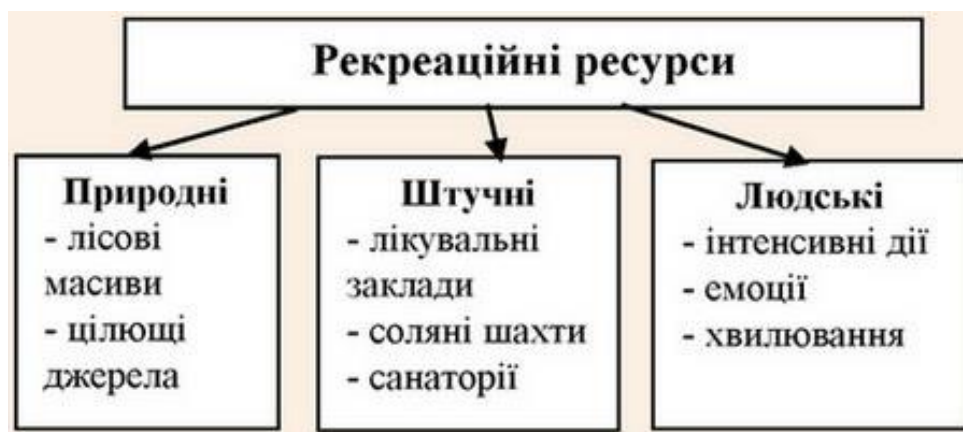 Рекреаційні ресурси
Природні
- лісові
масиви
- цілющі
джерела
Штучні
- лікувальні
заклади
- соляні шахти
- санаторії
Людські
- інтенсивні дії
- емоції
- хвилювання